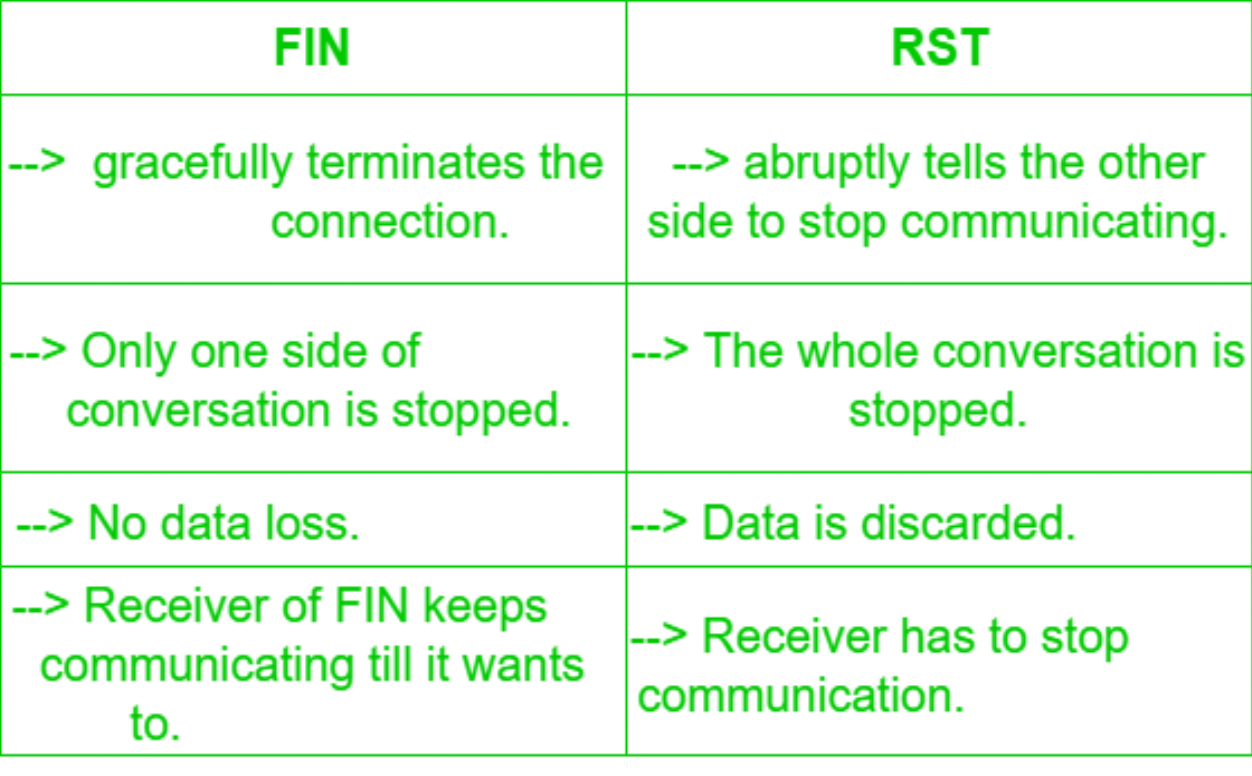 FIN
RST
--> gracefully terminates the
connection.
--> abruptly tells the other
side to stop communicating.
--> Only one side of
conversation is stopped.
--> The whole conversation is
stopped.
--> No data loss.
--> Data is discarded.
--> Receiver of FIN keeps
communicating till it wants
to.
--> Receiver has to stop
communication.